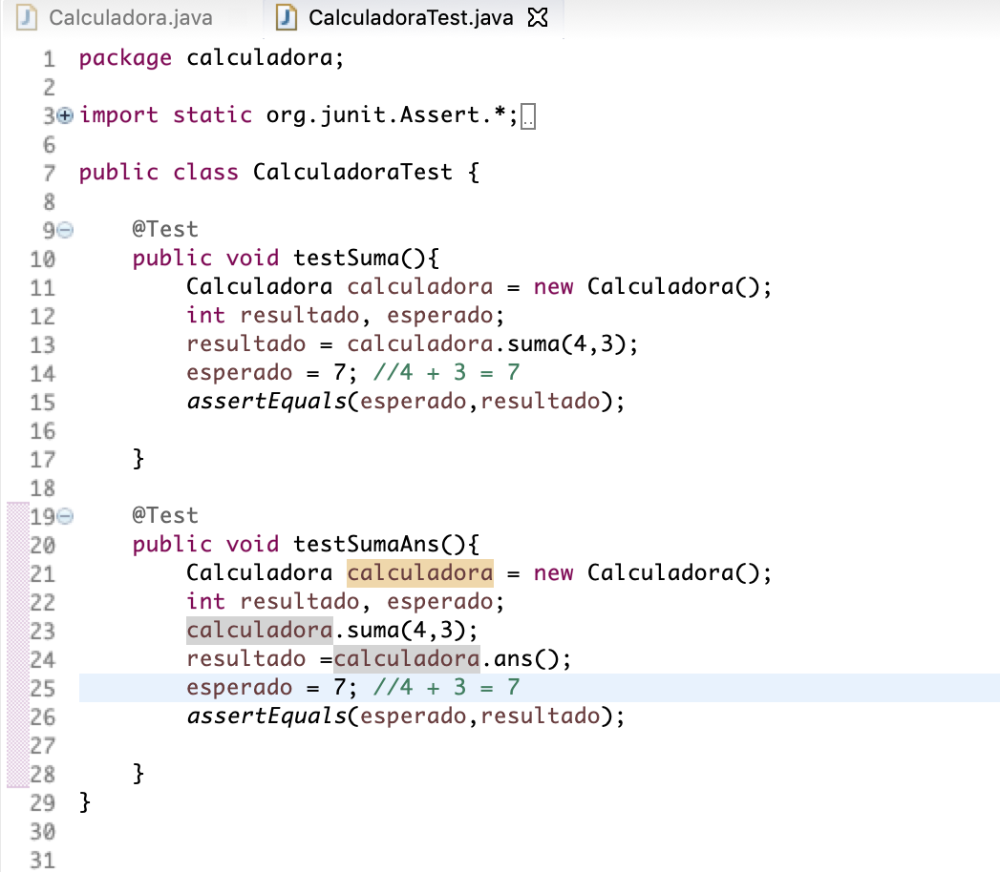 Calculadora.java CalculadoraTest.java
1 package calculadora;
2
3 import static org.junit.Assert.*;
6
7 public class CalculadoraTest {
8
9 @Test
10 public void testSuma(){
11 Calculadora calculadora = new Calculadora();
12 int resultado, esperado;
13 resultado = calculadora.suma(4,3);
14 esperado = 7; //4 + 3 = 7
15 assertEquals(esperado,resultado);
16
17 }
18
19 @Test
20 public void testSumaAns(){
21 Calculadora calculadora = new Calculadora();
22 int resultado, esperado;
23 calculadora.suma(4,3);
24 resultado =calculadora.ans();
25 esperado = 7; //4 + 3 = 7
26 assertEquals(esperado,resultado);
27
28 }
29 }
30
31